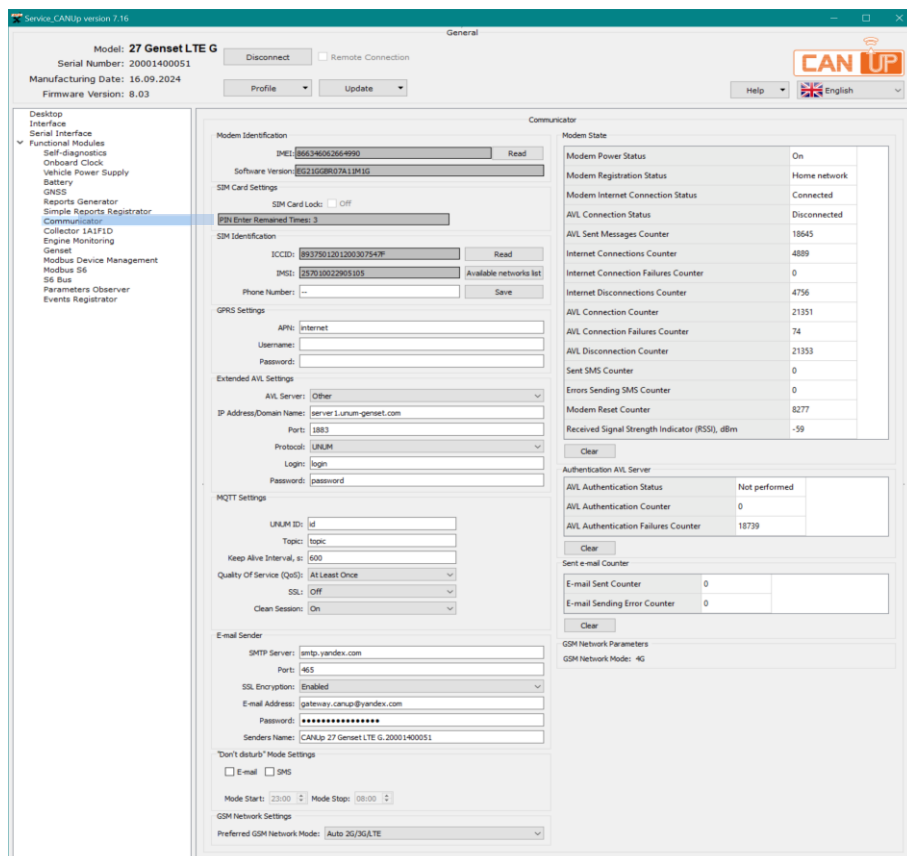 Service_CANUp version 7.16
General
Model: 27 Genset LTE G
Serial Number: 20001400051
Manufacturing Date: 16.09.2024
Firmware Version: 8.03
Disconnect
Remote Connection
Profile
Update
CAN UP
Help
English
Desktop
Interface
Serial Interface
Functional Modules
Self-diagnostics
Onboard Clock
Vehicle Power Supply
Battery
GNSS
Reports Generator
Simple Reports Registrator
Communicator
Collector 1A1F1D
Engine Monitoring
Genset
Modbus Device Management
Modbus S6
S6 Bus
Parameters Observer
Events Registrator
Communicator
Modem Identification
IMEI: 866346062664990 Read
Software Version: EG21GGBR07A11M1G
SIM Card Settings
SIM Card Lock: Off
PIN Enter Remained Times: 3
SIM Identification
ICCID: 8937501201200307547F Read
IMSI: 257010022905105 Available networks list
Phone Number: -- Save
GPRS Settings
APN: internet
Username:
Password:
Extended AVL Settings
AVL Server: Other
IP Address/Domain Name: server1.unum-genset.com
Port: 1883
Protocol: UNUM
Login: login
Password: password
MQTT Settings
UNUM ID: id
Topic: topic
Keep Alive Interval, s: 600
Quality Of Service (QoS): At Least Once
SSL: Off
Clean Session: On
E-mail Sender
SMTP Server: smtp.yandex.com
Port: 465
SSL Encryption: Enabled
E-mail Address: gateway.canup@yandex.com
Password: ••••••••••••••••
Senders Name: CANUp 27 Genset LTE G.20001400051
"Don't disturb" Mode Settings
E-mail SMS
Mode Start: 23:00 Mode Stop: 08:00
GSM Network Settings
Preferred GSM Network Mode: Auto 2G/3G/LTE
Modem State
Modem Power Status On
Modem Registration Status Home network
Modem Internet Connection Status Connected
AVL Connection Status Disconnected
AVL Sent Messages Counter 18645
Internet Connections Counter 4889
Internet Connection Failures Counter 0
Internet Disconnections Counter 4756
AVL Connection Counter 21351
AVL Connection Failures Counter 74
AVL Disconnection Counter 21353
Sent SMS Counter 0
Errors Sending SMS Counter 0
Modem Reset Counter 8277
Received Signal Strength Indicator (RSSI), dBm -59
Clear
Authentication AVL Server
AVL Authentication Status Not performed
AVL Authentication Counter 0
AVL Authentication Failures Counter 18739
Clear
Sent e-mail Counter
E-mail Sent Counter 0
E-mail Sending Error Counter 0
Clear
GSM Network Parameters
GSM Network Mode: 4G